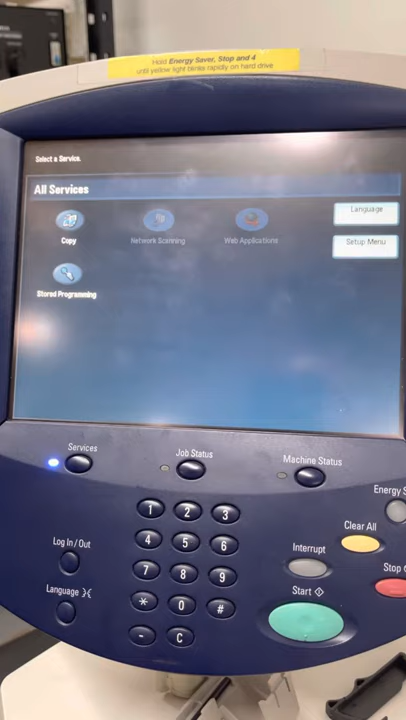 Hold Energy Saver, Stop and 4
until yellow light blinks rapidly on hard drive
Select a Service.
All Services
Language
Copy
Network Scanning
Web Applications
Setup Menu
Stored Programming
Services
Job Status
Machine Status
Energy S
1
2
3
Clear All
4
5
6
Log In / Out
Interrupt
7
8
9
Stop
Language
Start
*
0
#
-
C